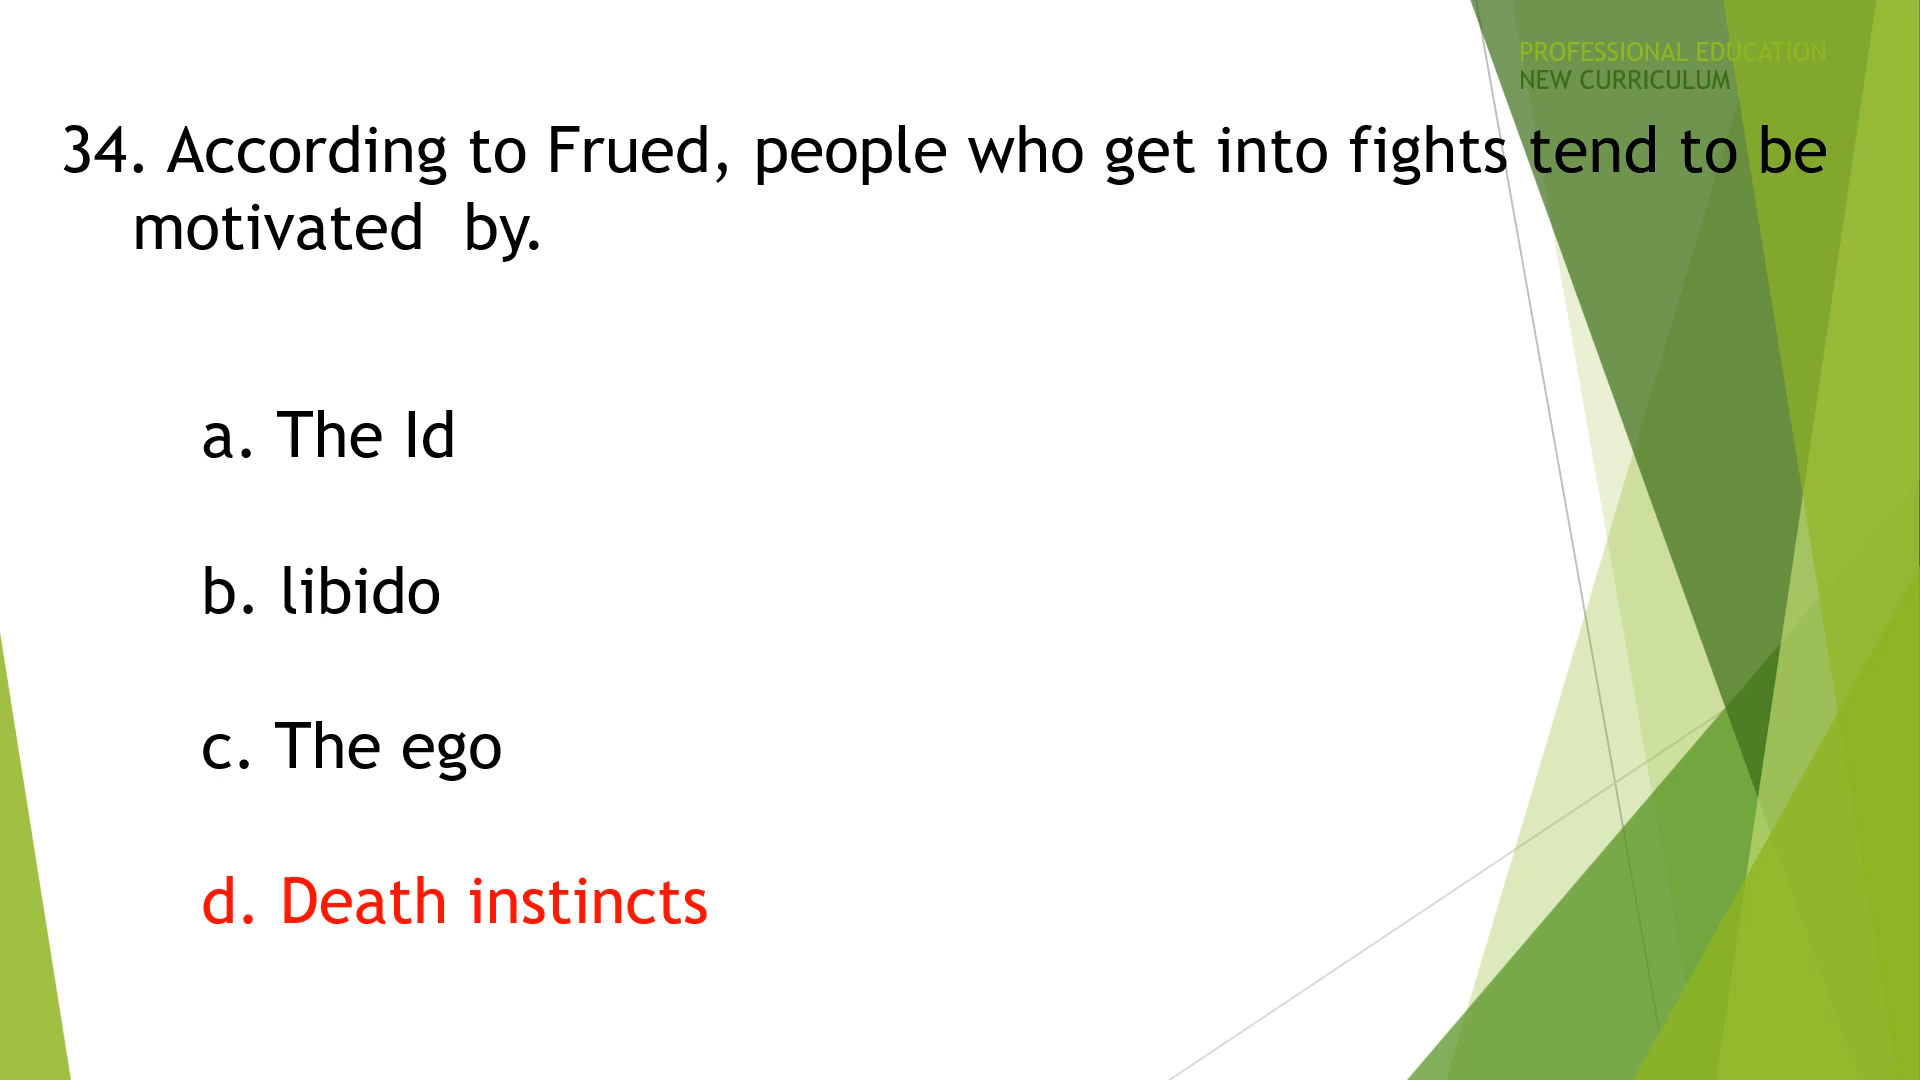 PROFESSIONAL EDUCATION
NEW CURRICULUM
34. According to Frued, people who get into fights tend to be
motivated by.
a. The Id
b. libido
c. The ego
d. Death instincts